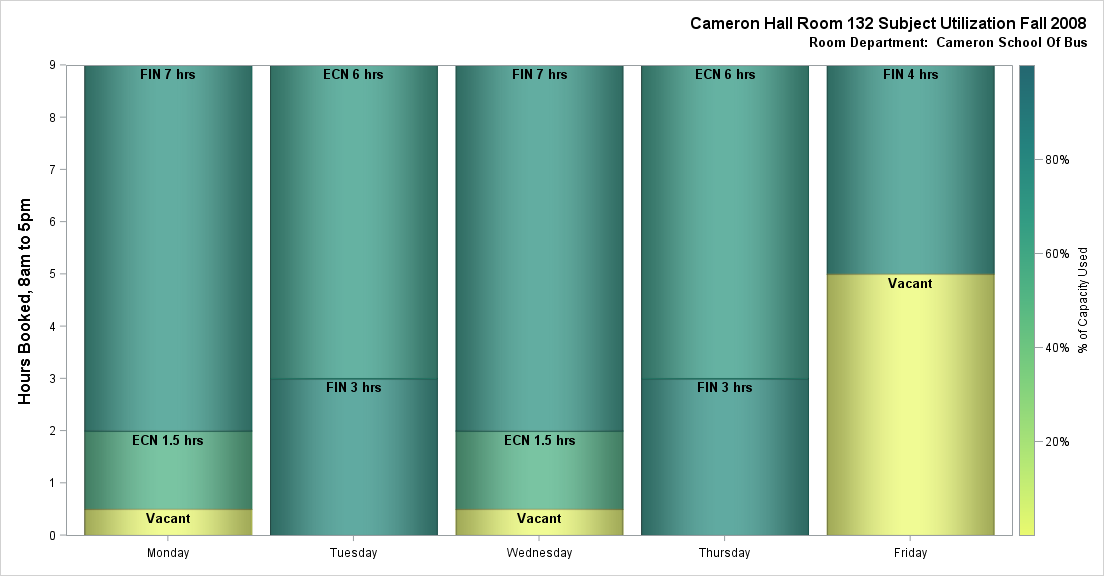 Cameron Hall Room 132 Subject Utilization Fall 2008
Room Department:  Cameron School Of Bus
Hours Booked, 8am to 5pm
9
8
7
6
5
4
3
2
1
0
FIN 7 hrs
ECN 1.5 hrs
Vacant
ECN 6 hrs
FIN 3 hrs
FIN 7 hrs
ECN 1.5 hrs
Vacant
ECN 6 hrs
FIN 3 hrs
FIN 4 hrs
Vacant
Monday
Tuesday
Wednesday
Thursday
Friday
80%
60%
40%
20%
% of Capacity Used